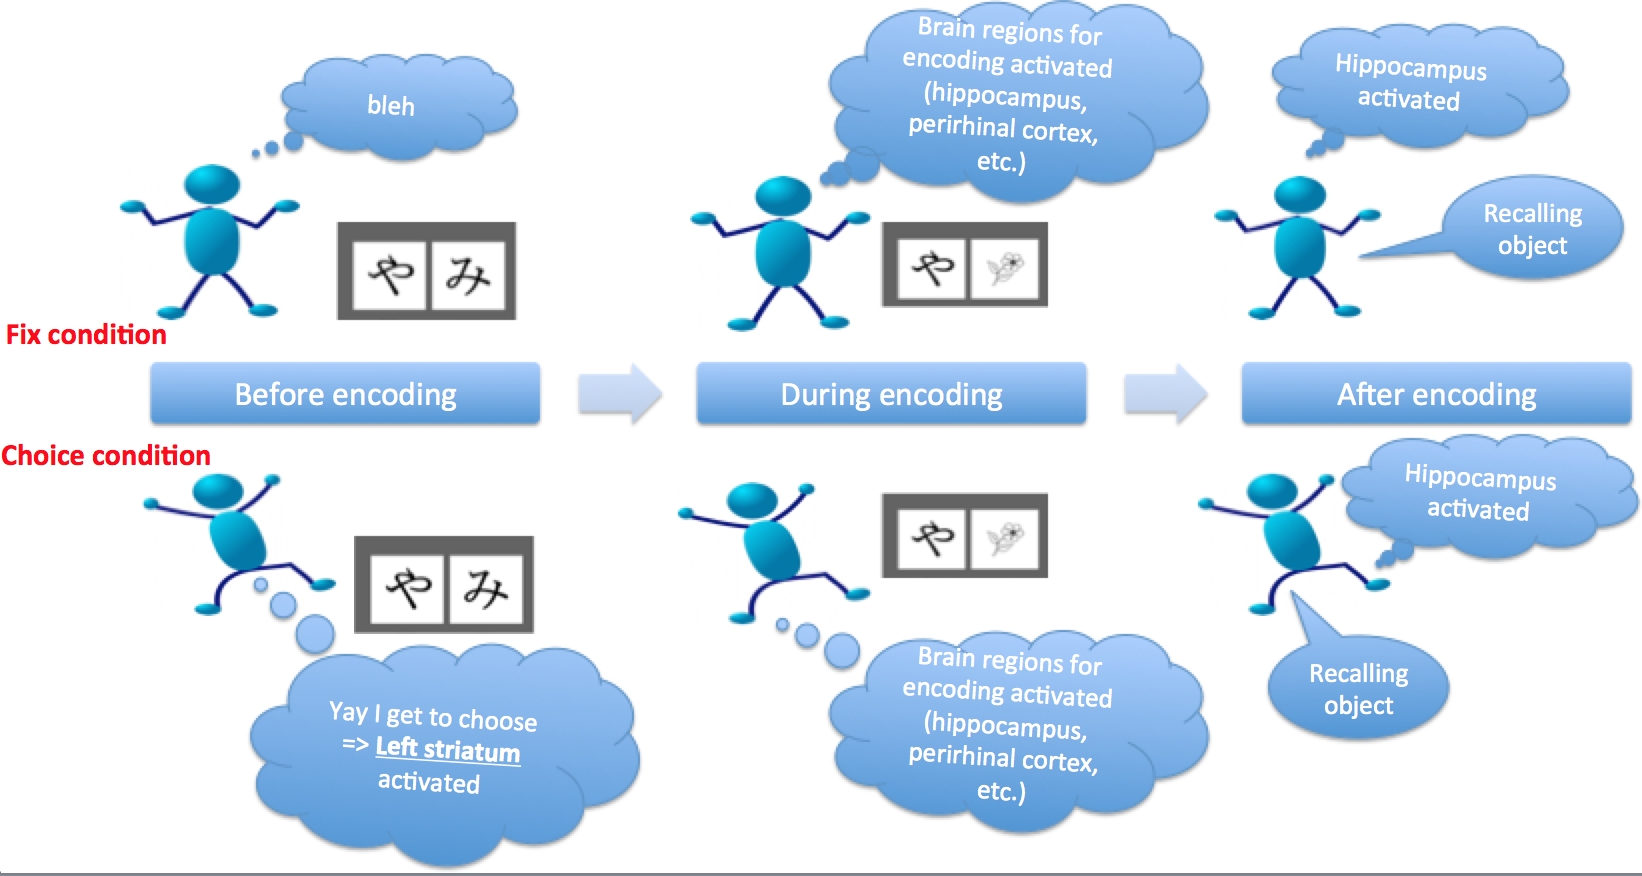 bleh
や み
Brain regions for
encoding activated
(hippocampus,
perirhinal cortex,
etc.)
や
Hippocampus
activated
Recalling
object
Fix condition
Before encoding
During encoding
After encoding
Choice condition
や み
Yay I get to choose
=> Left striatum
activated
や
Brain regions for
encoding activated
(hippocampus,
perirhinal cortex,
etc.)
Hippocampus
activated
Recalling
object